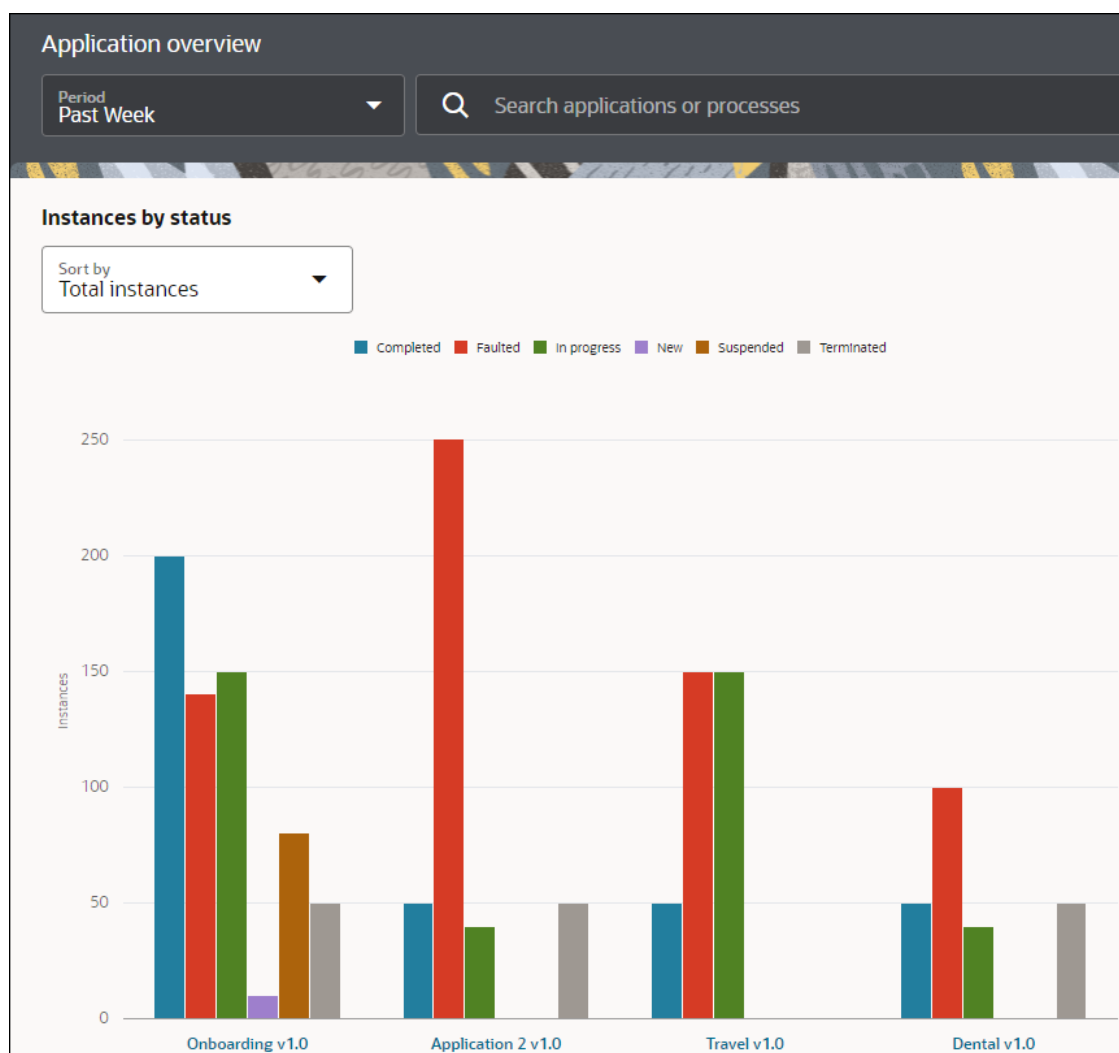 Application overview
Period
Past Week
Search applications or processes
Instances by status
Sort by
Total instances
Completed Faulted In progress New Suspended Terminated
250
200
150
100
50
0
Instances
Onboarding v1.0 Application 2 v1.0 Travel v1.0 Dental v1.0